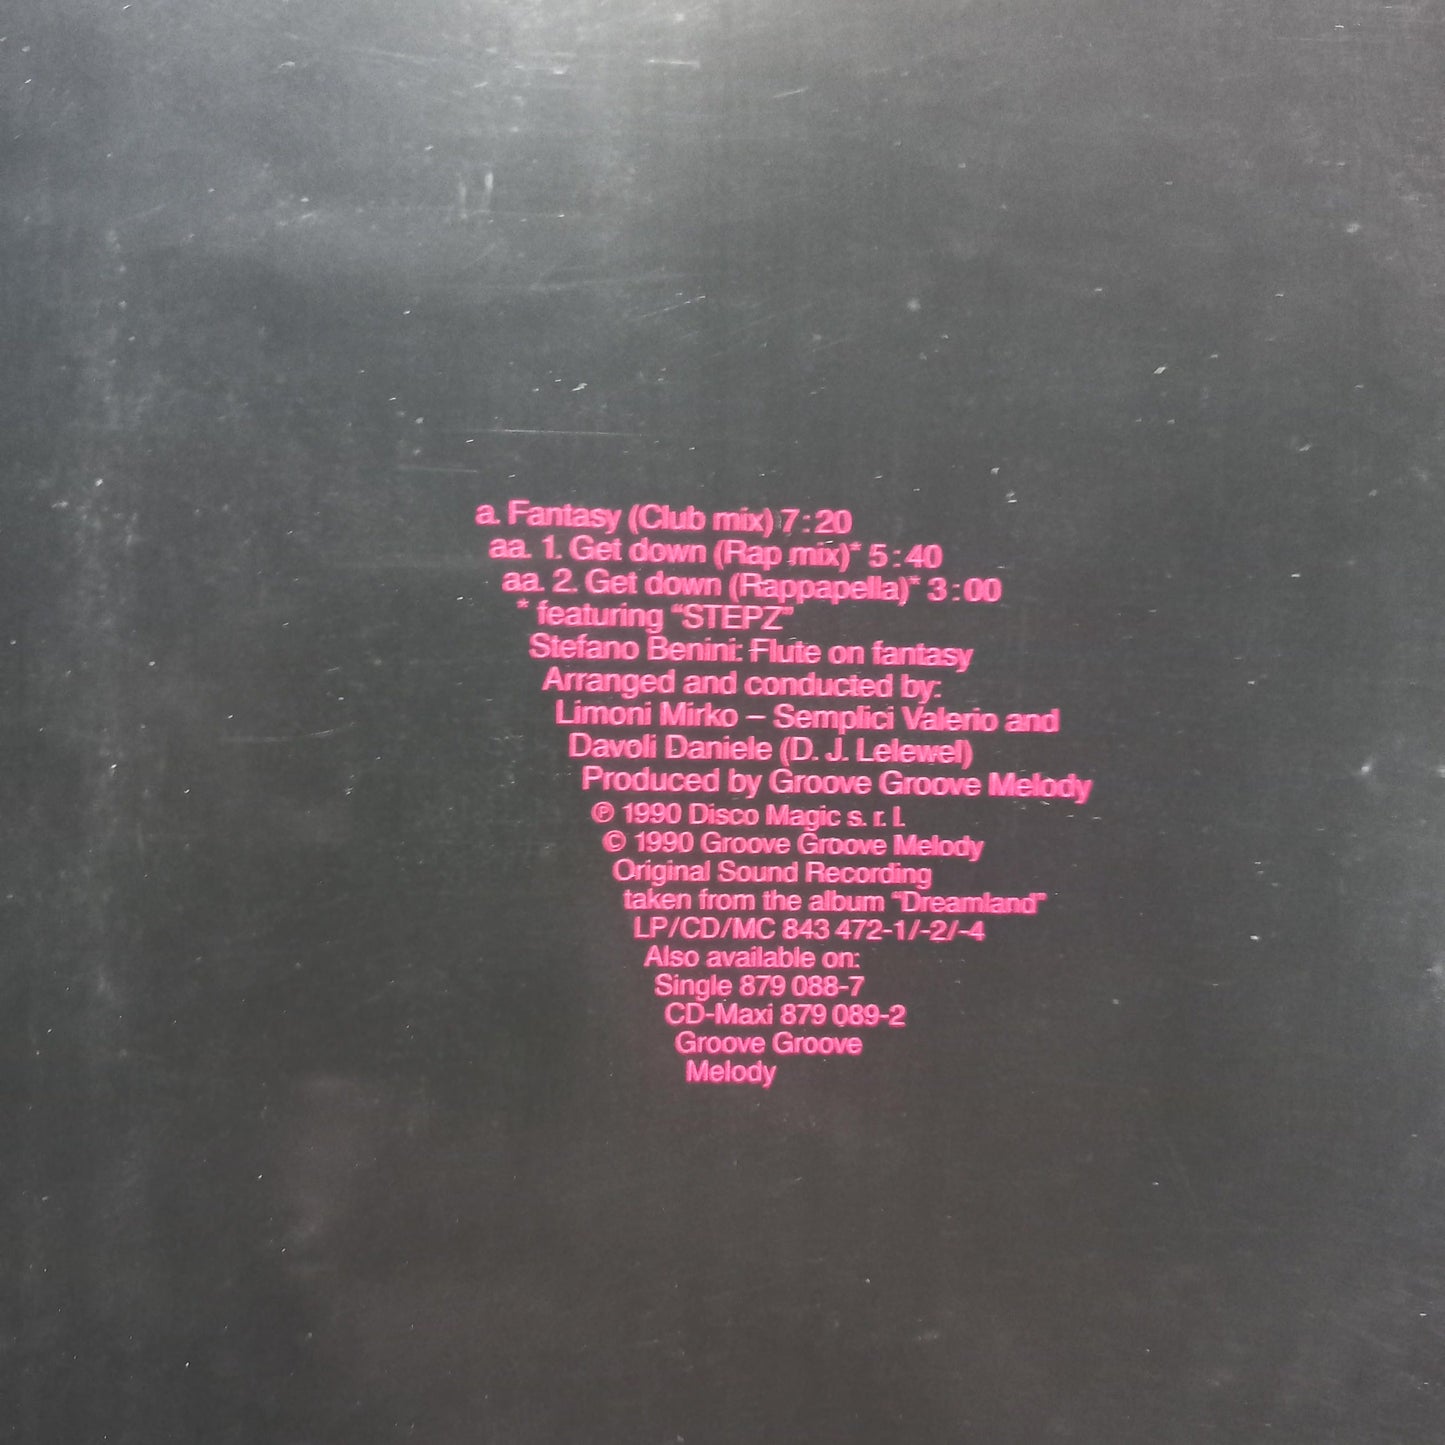 a. Fantasy (Club mix) 7:20
aa. 1. Get down (Rap mix)* 5:40
aa. 2. Get down (Rappapella)* 3:00
* featuring “STEPZ”
Stefano Benini: Flute on fantasy
Arranged and conducted by:
Limoni Mirko – Semplici Valerio and
Davoli Daniele (D. J. Lelewel)
Produced by Groove Groove Melody
℗ 1990 Disco Magic s. r. l.
© 1990 Groove Groove Melody
Original Sound Recording
taken from the album “Dreamland”
LP/CD/MC 843 472-1/-2/-4
Also available on:
Single 879 088-7
CD-Maxi 879 089-2
Groove Groove
Melody